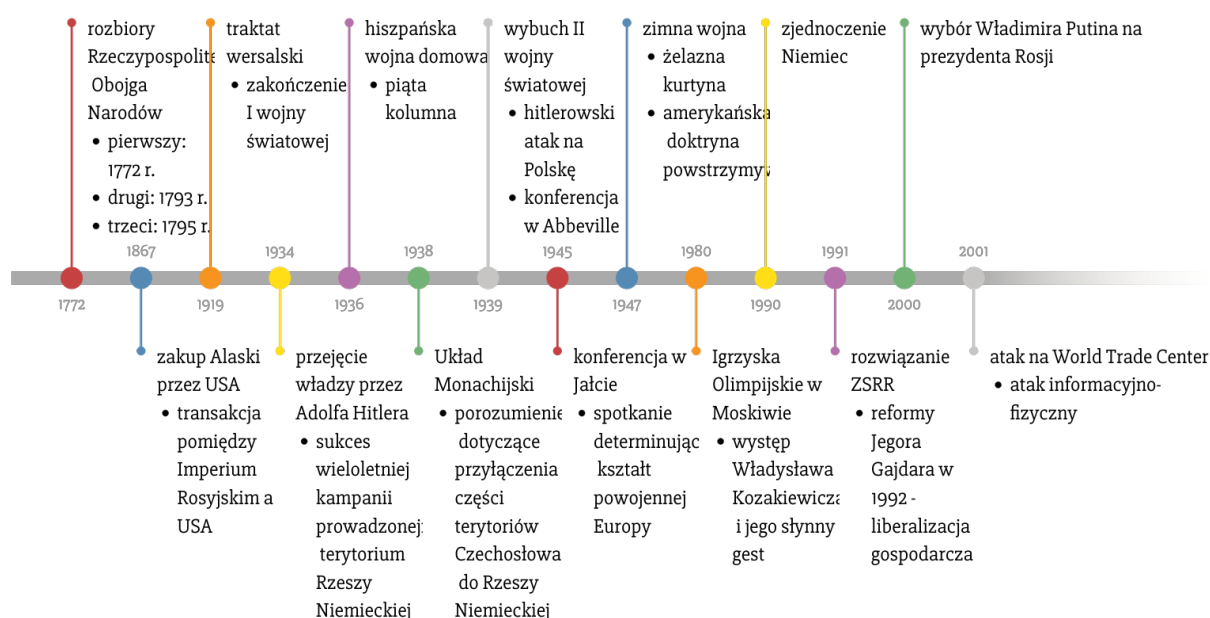 rozbiory
Rzeczypospolite
Obojga
Narodów
• pierwszy:
1772 r.
• drugi: 1793 r.
• trzeci: 1795 r.
traktat
wersalski
• zakończenie
I wojny
światowej
hiszpańska
wojna domowa
• piąta
kolumna
wybuch II
wojny
światowej
• hitlerowski
atak na
Polskę
• konferencja
w Abbeville
zimna wojna
• żelazna
kurtyna
• amerykańska
doktryna
powstrzymyw
zjednoczenie
Niemiec
wybór Władimira Putina na
prezydenta Rosji
1867 1934 1938 1945 1980 1991 2001
1772 1919 1936 1939 1947 1990 2000
zakup Alaski
przez USA
• transakcja
pomiędzy
Imperium
Rosyjskim a
USA
przejęcie
władzy przez
Adolfa Hitlera
• sukces
wieloletniej
kampanii
prowadzonej
terytorium
Rzeszy
Niemieckiej
Układ
Monachijski
• porozumienie
dotyczące
przyłączenia
części
terytoriów
Czechosłowa
do Rzeszy
Niemieckiej
konferencja w
Jałcie
• spotkanie
determinując
kształt
powojennej
Europy
Igrzyska
Olimpijskie w
Moskiwie
• występ
Władysława
Kozakiewicza
i jego słynny
gest
rozwiązanie
ZSRR
• reformy
Jegora
Gajdara w
1992 -
liberalizacja
gospodarcza
atak na World Trade Center
• atak informacyjno-
fizyczny